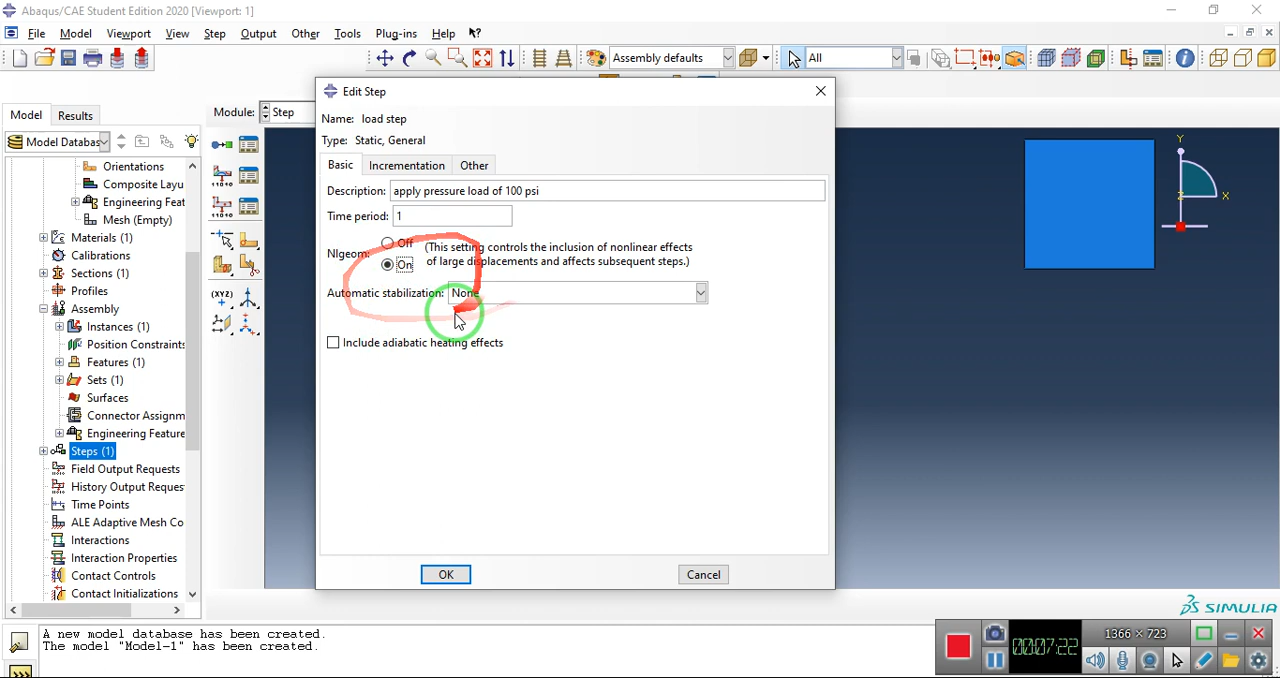 Abaqus/CAE Student Edition 2020 [Viewport: 1]
File Model Viewport View Step Output Other Tools Plug-ins Help
Assembly defaults All
Model Results Module: Step
Model Databas
Orientations
Composite Layu
Engineering Feat
Mesh (Empty)
Materials (1)
Calibrations
Sections (1)
Profiles
Assembly
Instances (1)
Position Constraints
Features (1)
Sets (1)
Surfaces
Connector Assignm
Engineering Feature
Steps (1)
Field Output Requests
History Output Reques
Time Points
ALE Adaptive Mesh Co
Interactions
Interaction Properties
Contact Controls
Contact Initializations
(XYZ)
Edit Step
Name: load step
Type: Static, General
Basic Incrementation Other
Description: apply pressure load of 100 psi
Time period: 1
Nlgeom: Off (This setting controls the inclusion of nonlinear effects
On of large displacements and affects subsequent steps.)
Automatic stabilization: None
Include adiabatic heating effects
OK Cancel
Y
X
Z
SIMULIA
A new model database has been created.
The model "Model-1" has been created.
00:07:22
1366 × 723